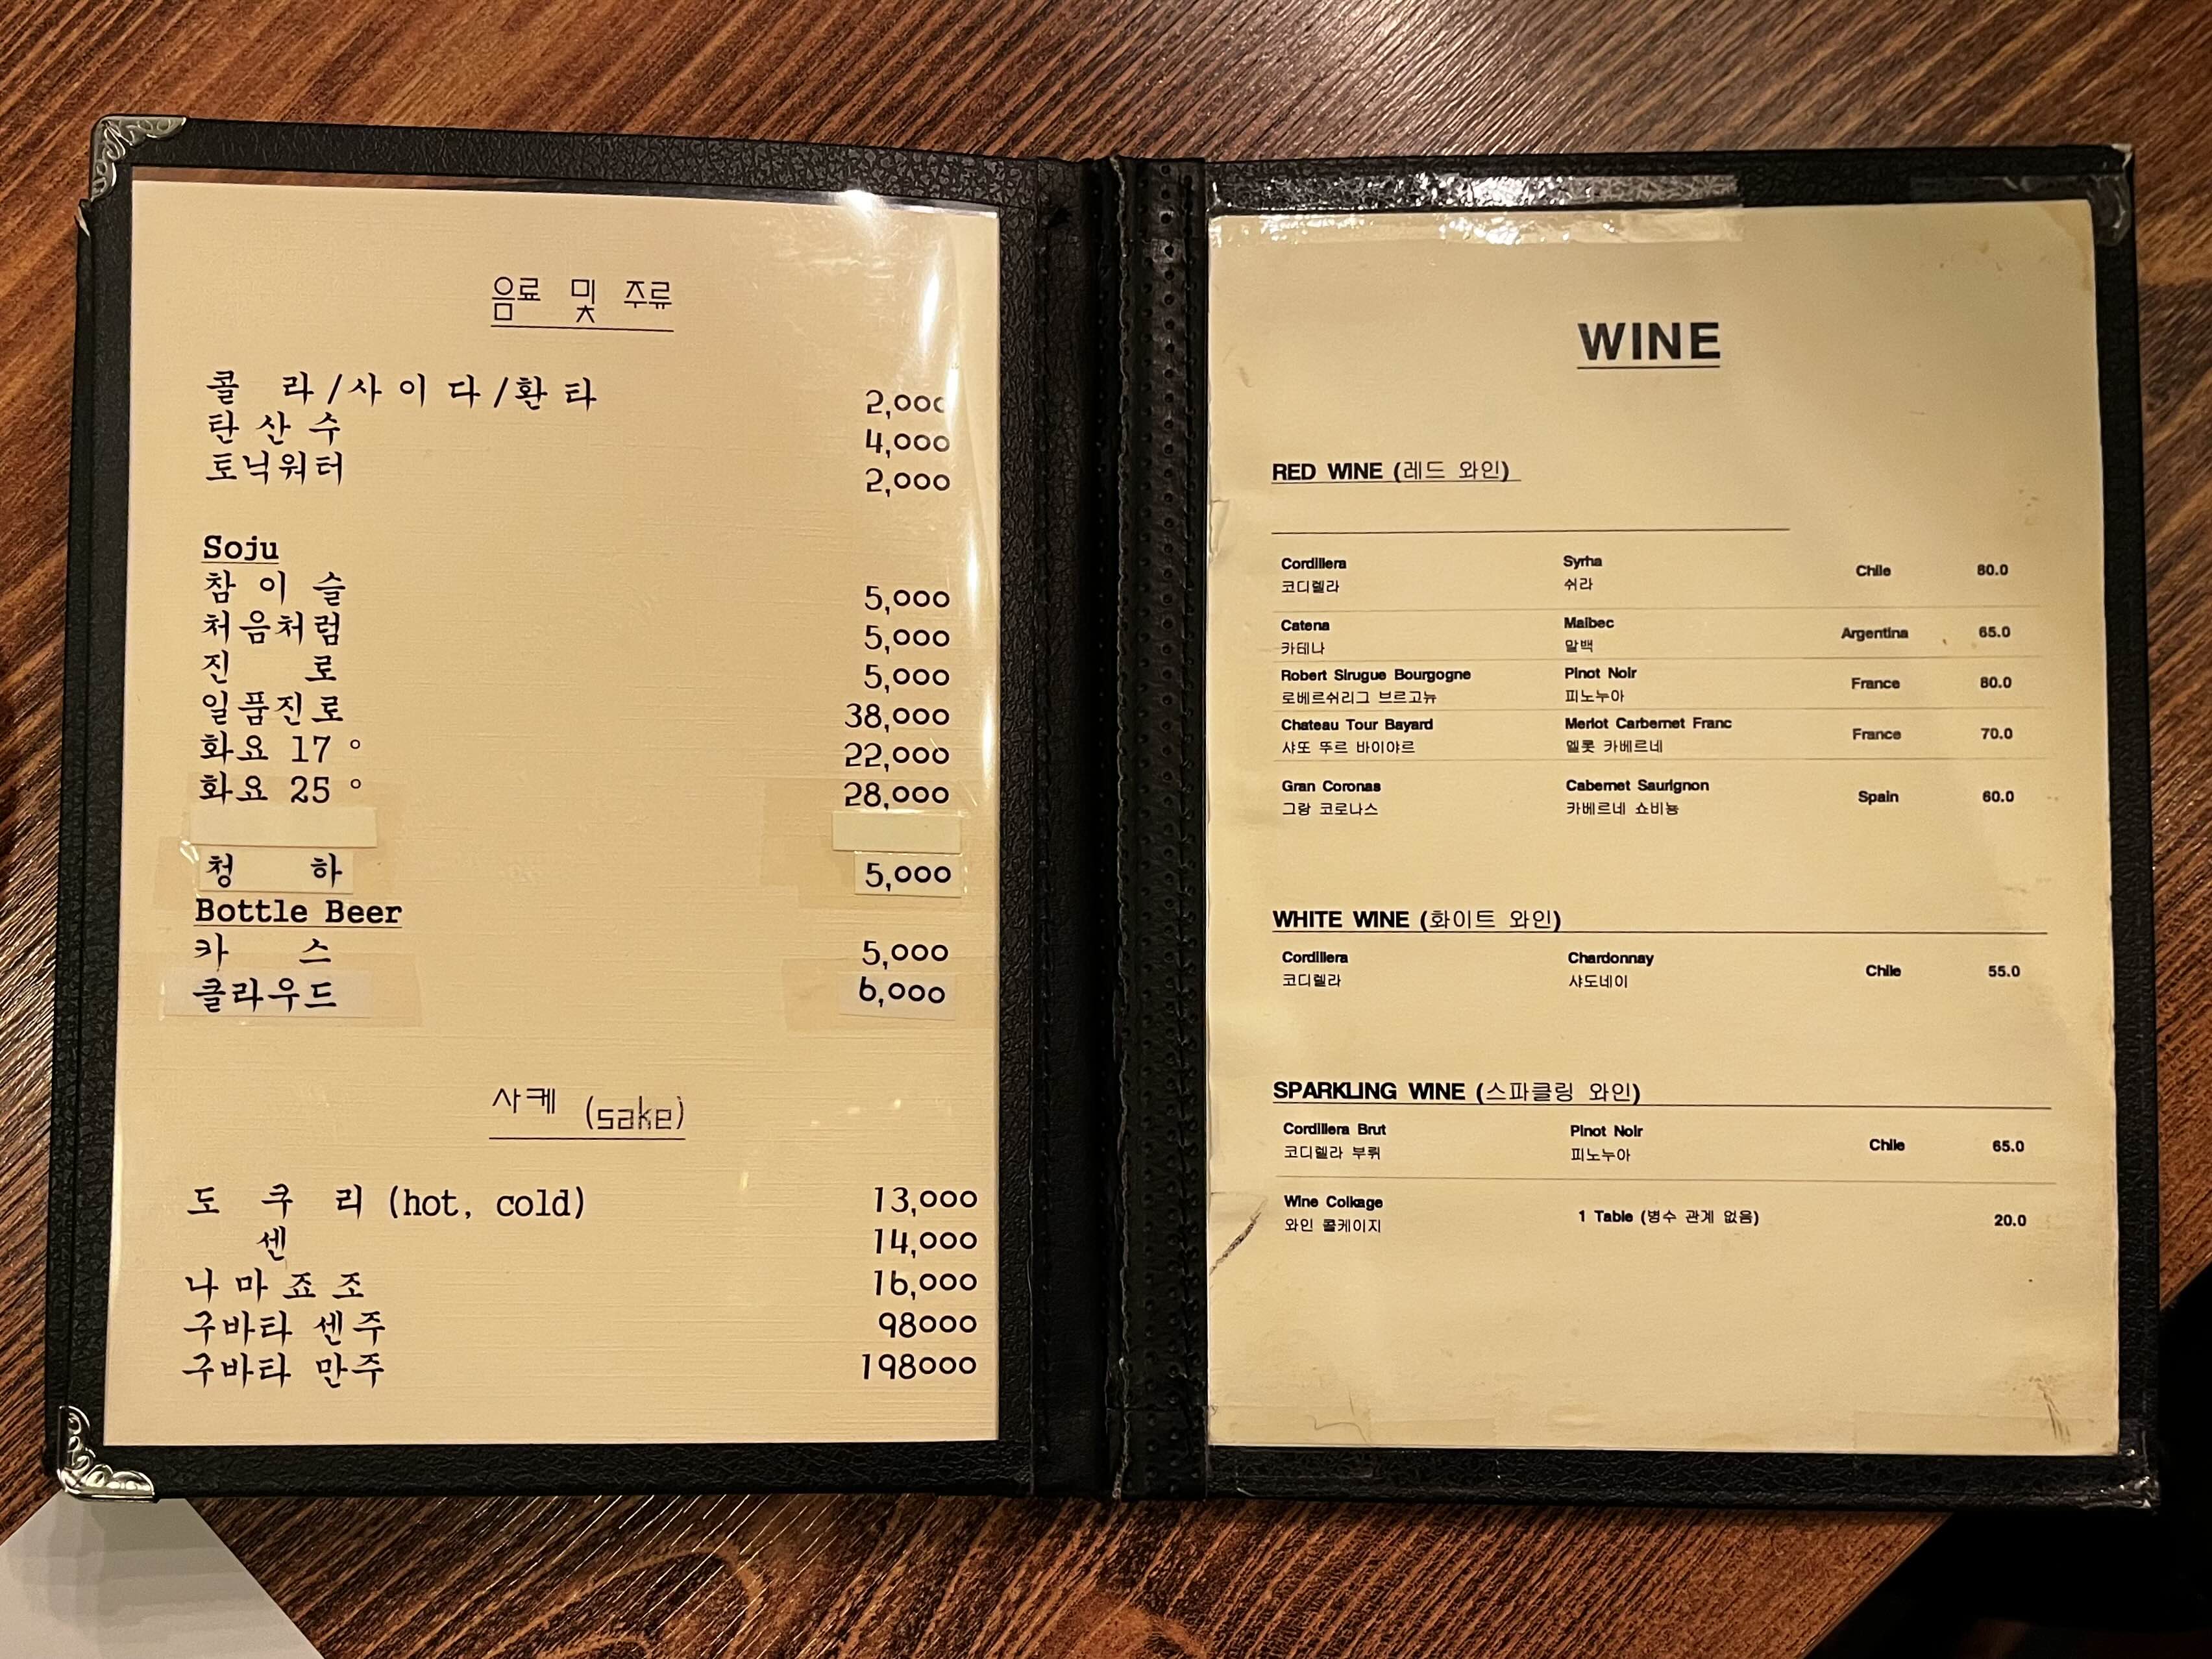 음료 및 주류
콜 라/사 이 다/환 타 2,000
탄 산 수 4,000
토닉워터 2,000
Soju
참 이 슬 5,000
처음처럼 5,000
진 로 5,000
일품진로 38,000
화요 17 ° 22,000
화요 25 ° 28,000
청 하 5,000
Bottle Beer
카 스 5,000
클라우드 6,000
사케 (sake)
도 쿠 리 (hot, cold) 13,000
센 14,000
나 마 죠 조 16,000
구바타 센주 98000
구바타 만주 198000
WINE
RED WINE (레드 와인)
Cordillera Syrha Chile 80.0
코디렐라 쉬라
Catena Malbec Argentina 65.0
카테나 말백
Robert Sirugue Bourgogne Pinot Noir France 80.0
로베르쉬리그 브르고뉴 피노누아
Chateau Tour Bayard Merlot Carbernet Franc France 70.0
샤또 뚜르 바이야르 멜롯 카베르네
Gran Coronas Cabernet Saurignon Spain 60.0
그랑 코로나스 카베르네 쇼비뇽
WHITE WINE (화이트 와인)
Cordillera Chardonnay Chile 55.0
코디렐라 샤도네이
SPARKLING WINE (스파클링 와인)
Cordillera Brut Pinot Noir Chile 65.0
코디렐라 부뤼 피노누아
Wine Colkage 1 Table (병수 관계 없음) 20.0
와인 콜케이지